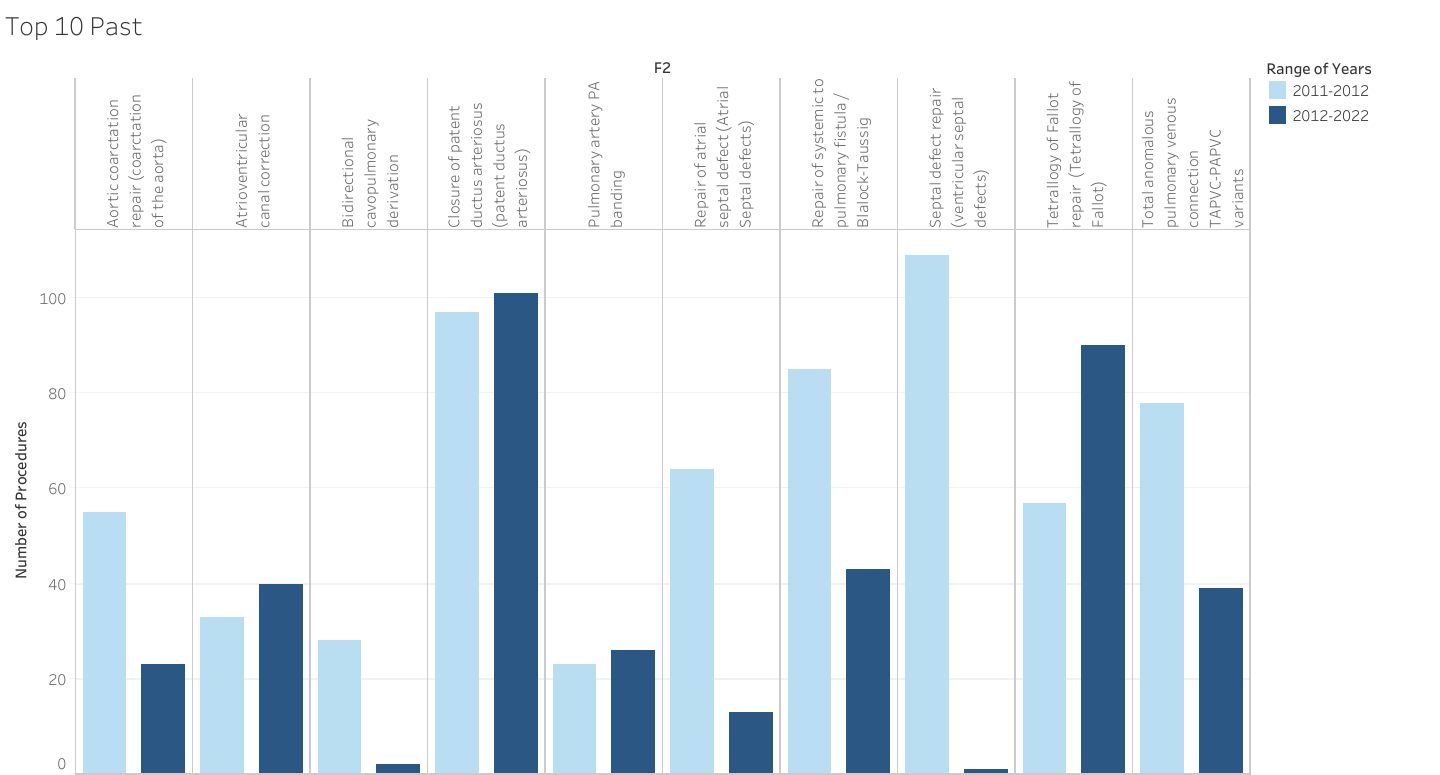 Top 10 Past
F2
Range of Years
2011-2012
2012-2022
Aortic coarctation
repair (coarctation
of the aorta)
Atrioventricular
canal correction
Bidirectional
cavopulmonary
derivation
Closure of patent
ductus arteriosus
(patent ductus
arteriosus)
Pulmonary artery PA
banding
Repair of atrial
septal defect (Atrial
Septal defects)
Repair of systemic to
pulmonary fistula /
Blalock-Taussig
Septal defect repair
(ventricular septal
defects)
Tetrallogy of Fallot
repair (Tetrallogy of
Fallot)
Total anomalous
pulmonary venous
connection
TAPVC-PAPVC
variants
Number of Procedures
100
80
60
40
20
0